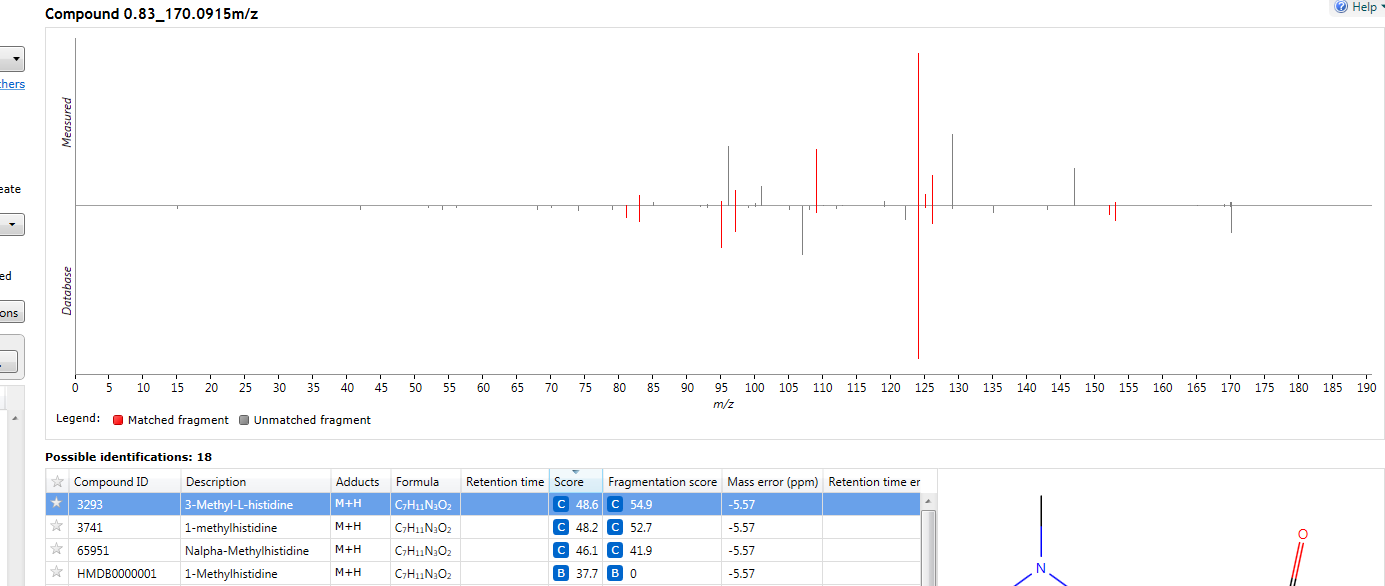 Help
Compound 0.83_170.0915m/z
thers
eate
ed
ons
Measured
Database
0 5 10 15 20 25 30 35 40 45 50 55 60 65 70 75 80 85 90 95 100 105 110 115 120 125 130 135 140 145 150 155 160 165 170 175 180 185 190
m/z
Legend: Matched fragment Unmatched fragment
Possible identifications: 18
Compound ID Description Adducts Formula Retention time Score Fragmentation score Mass error (ppm) Retention time er
3293 3-Methyl-L-histidine M+H C₇H₁₁N₃O₂ C 48.6 C 54.9 -5.57
3741 1-methylhistidine M+H C₇H₁₁N₃O₂ C 48.2 C 52.7 -5.57
65951 Nalpha-Methylhistidine M+H C₇H₁₁N₃O₂ C 46.1 C 41.9 -5.57
HMDB0000001 1-Methylhistidine M+H C₇H₁₁N₃O₂ B 37.7 B 0 -5.57
O
N